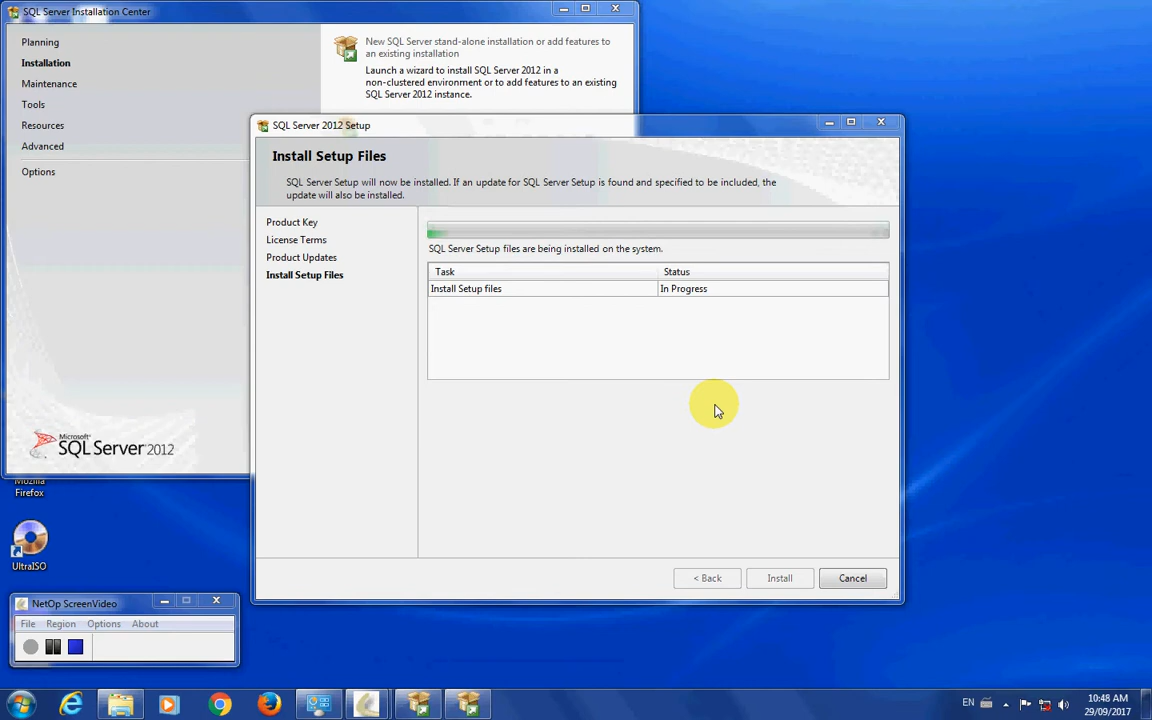 SQL Server Installation Center
Planning
Installation
Maintenance
Tools
Resources
Advanced
Options
New SQL Server stand-alone installation or add features to
an existing installation
Launch a wizard to install SQL Server 2012 in a
non-clustered environment or to add features to an existing
SQL Server 2012 instance.
Microsoft®
SQL Server 2012
SQL Server 2012 Setup
Install Setup Files
SQL Server Setup will now be installed. If an update for SQL Server Setup is found and specified to be included, the
update will also be installed.
Product Key
License Terms
Product Updates
Install Setup Files
SQL Server Setup files are being installed on the system.
Task Status
Install Setup files In Progress
< Back Install Cancel
Mozilla
Firefox
UltraISO
NetOp ScreenVideo
File Region Options About
EN
10:48 AM
29/09/2017